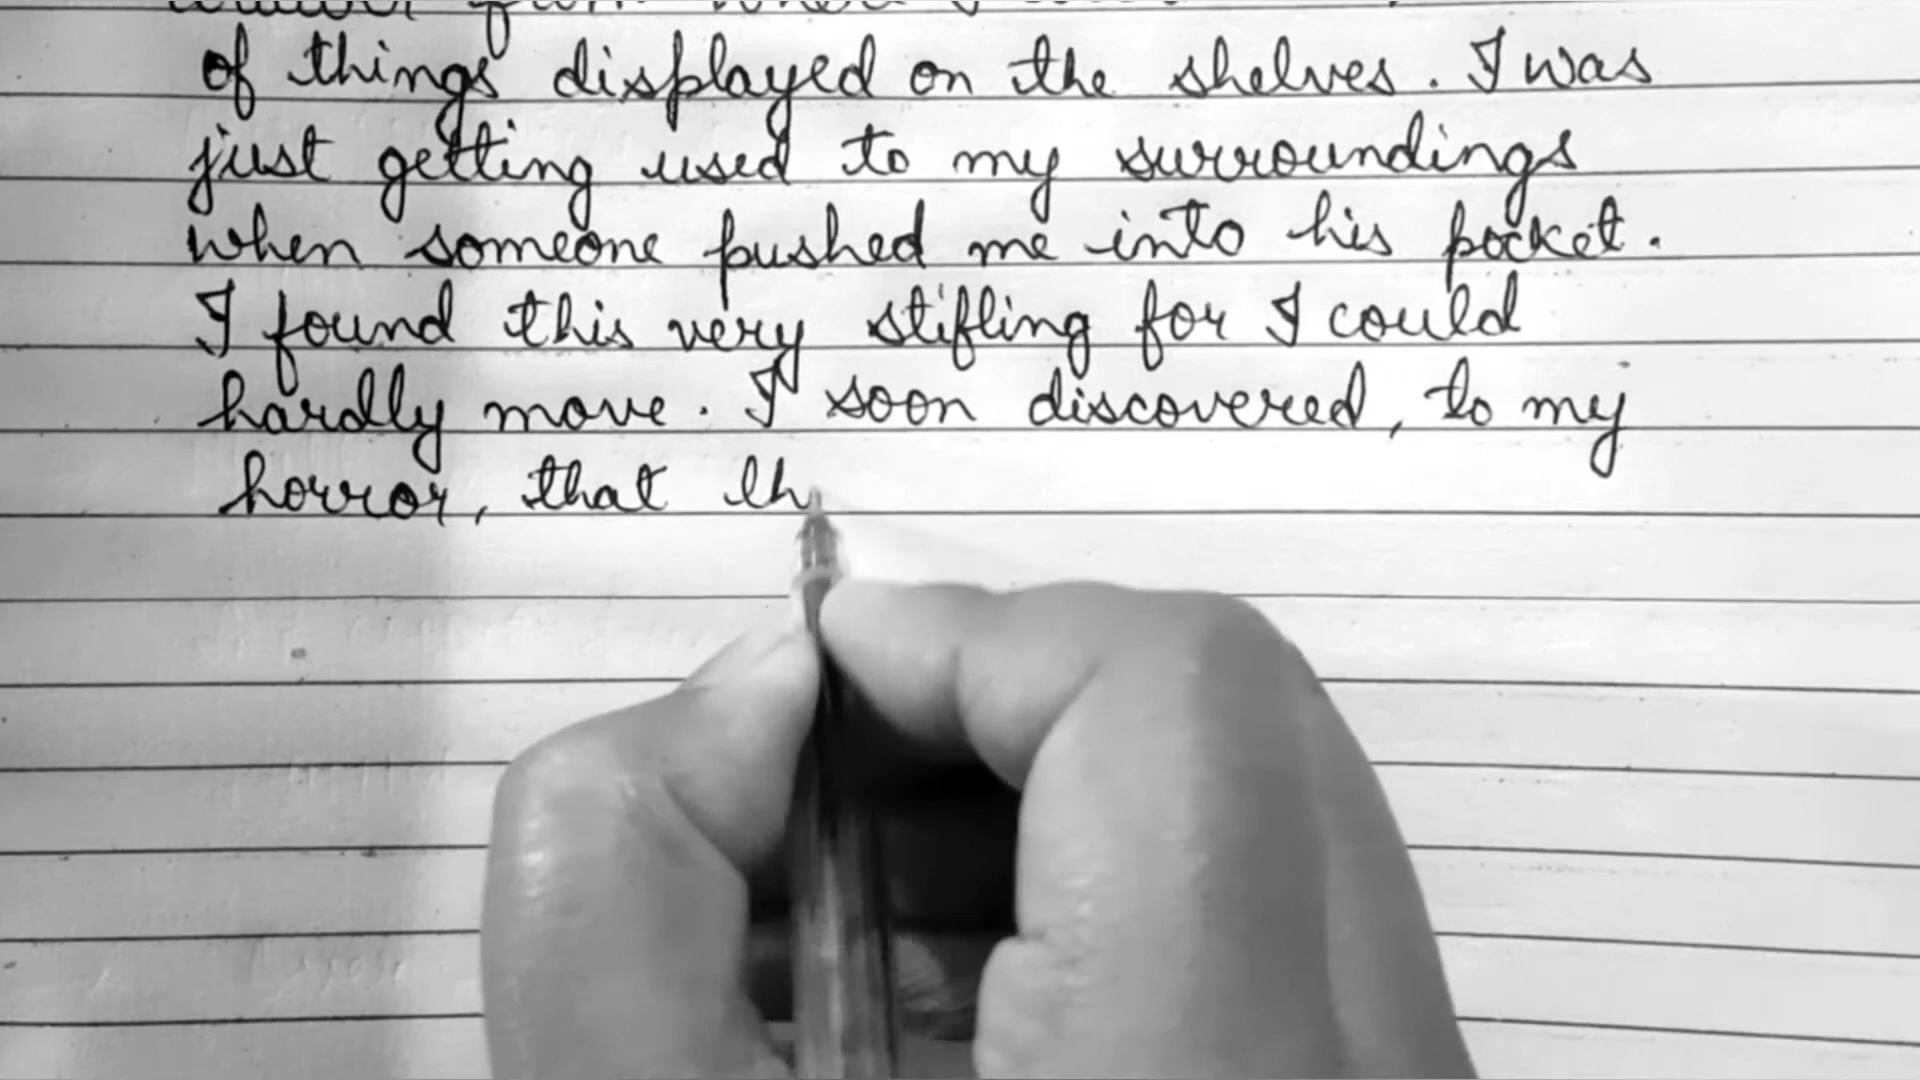 of things displayed on the shelves. I was
just getting used to my surroundings
when someone pushed me into his pocket.
I found this very stifling for I could
hardly move. I soon discovered, to my
horror, that th